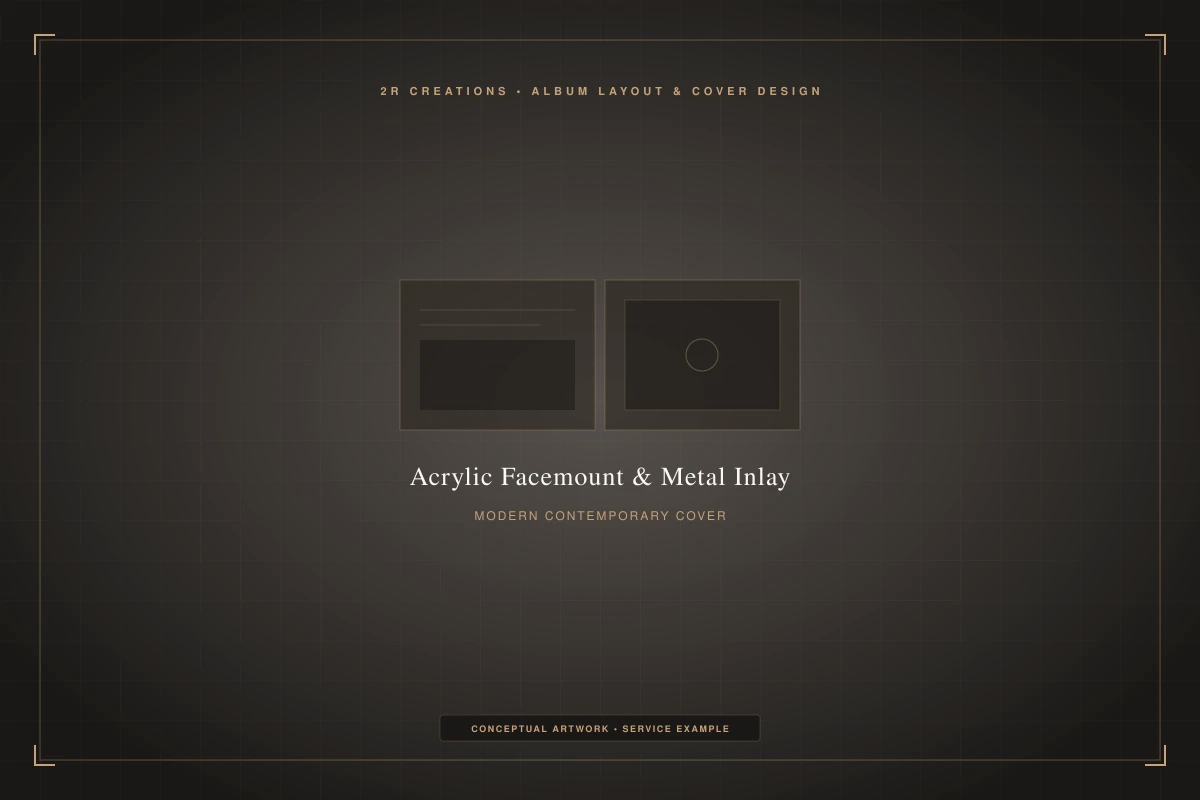 2R CREATIONS • ALBUM LAYOUT & COVER DESIGN
Acrylic Facemount & Metal Inlay
MODERN CONTEMPORARY COVER
CONCEPTUAL ARTWORK • SERVICE EXAMPLE